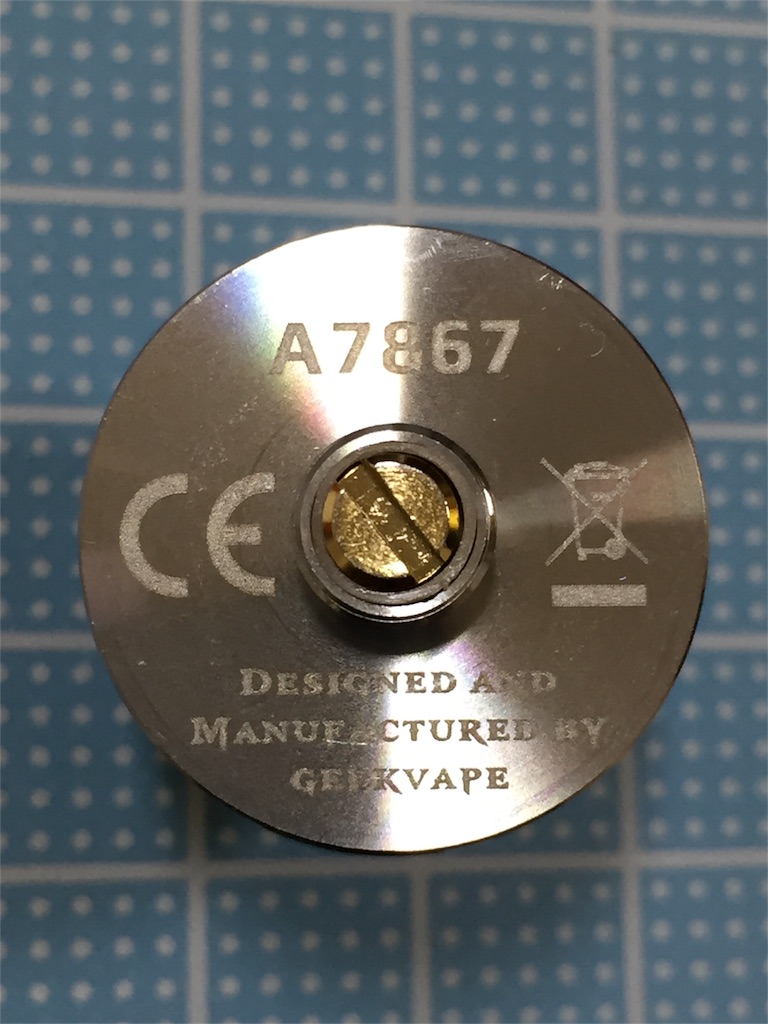 A7867
CE
DESIGNED AND
MANUFACTURED BY
GEEKVAPE